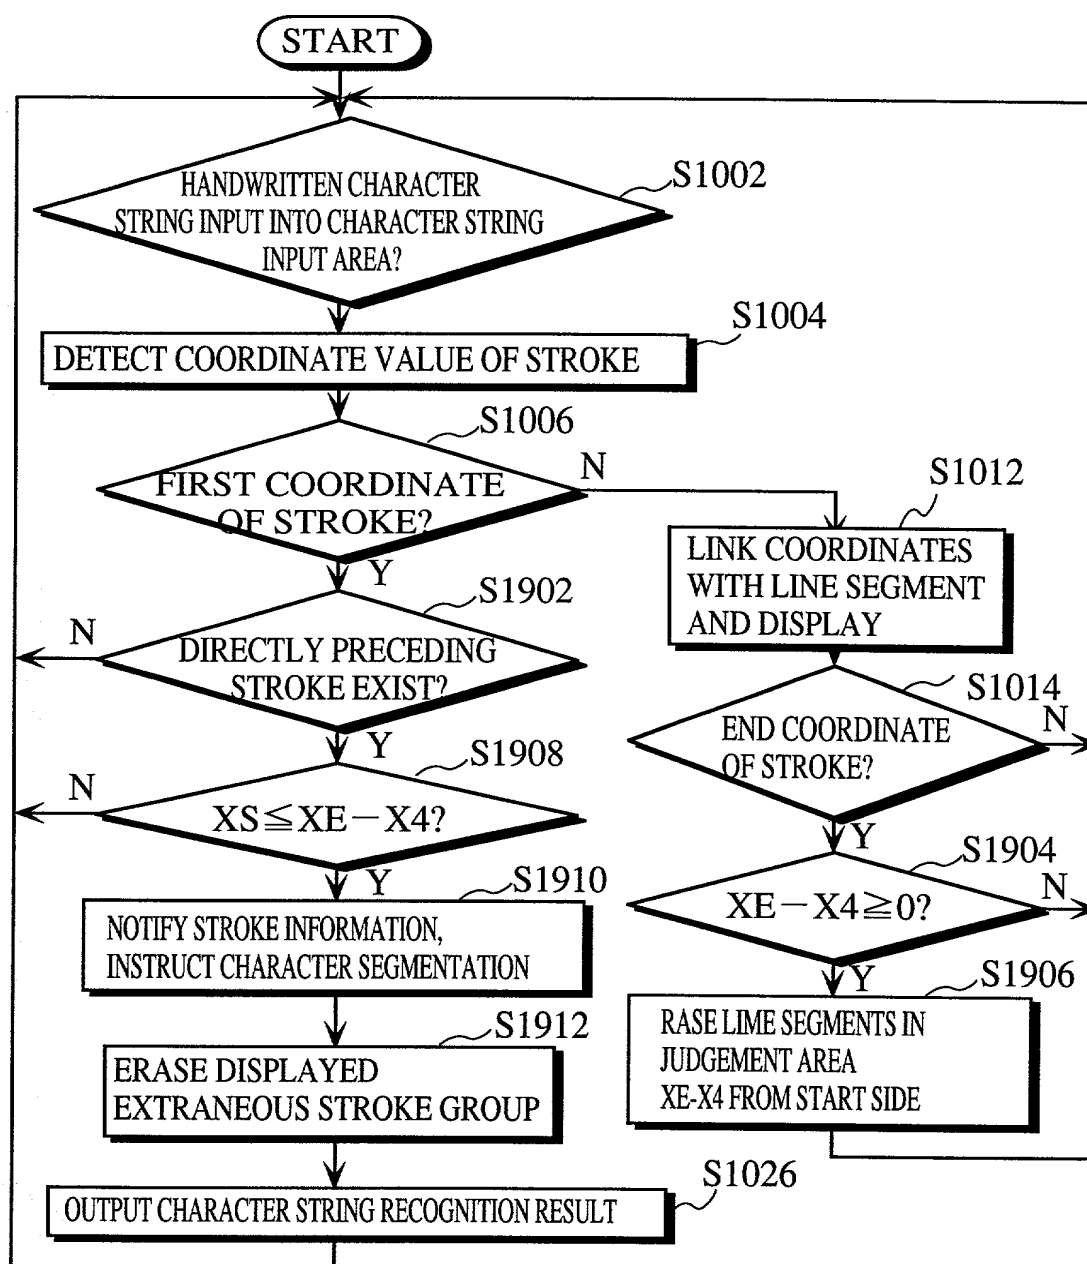 START
S1002
HANDWRITTEN CHARACTER
STRING INPUT INTO CHARACTER STRING
INPUT AREA?
S1004
DETECT COORDINATE VALUE OF STROKE
S1006
FIRST COORDINATE
OF STROKE?
N
Y
S1012
LINK COORDINATES
WITH LINE SEGMENT
AND DISPLAY
S1902
DIRECTLY PRECEDING
STROKE EXIST?
N
Y
S1014
END COORDINATE
OF STROKE?
N
Y
S1908
XS≦XE－X4?
N
Y
S1904
XE－X4≧0?
N
Y
S1910
NOTIFY STROKE INFORMATION,
INSTRUCT CHARACTER SEGMENTATION
S1906
RASE LIME SEGMENTS IN
JUDGEMENT AREA
XE-X4 FROM START SIDE
S1912
ERASE DISPLAYED
EXTRANEOUS STROKE GROUP
S1026
OUTPUT CHARACTER STRING RECOGNITION RESULT